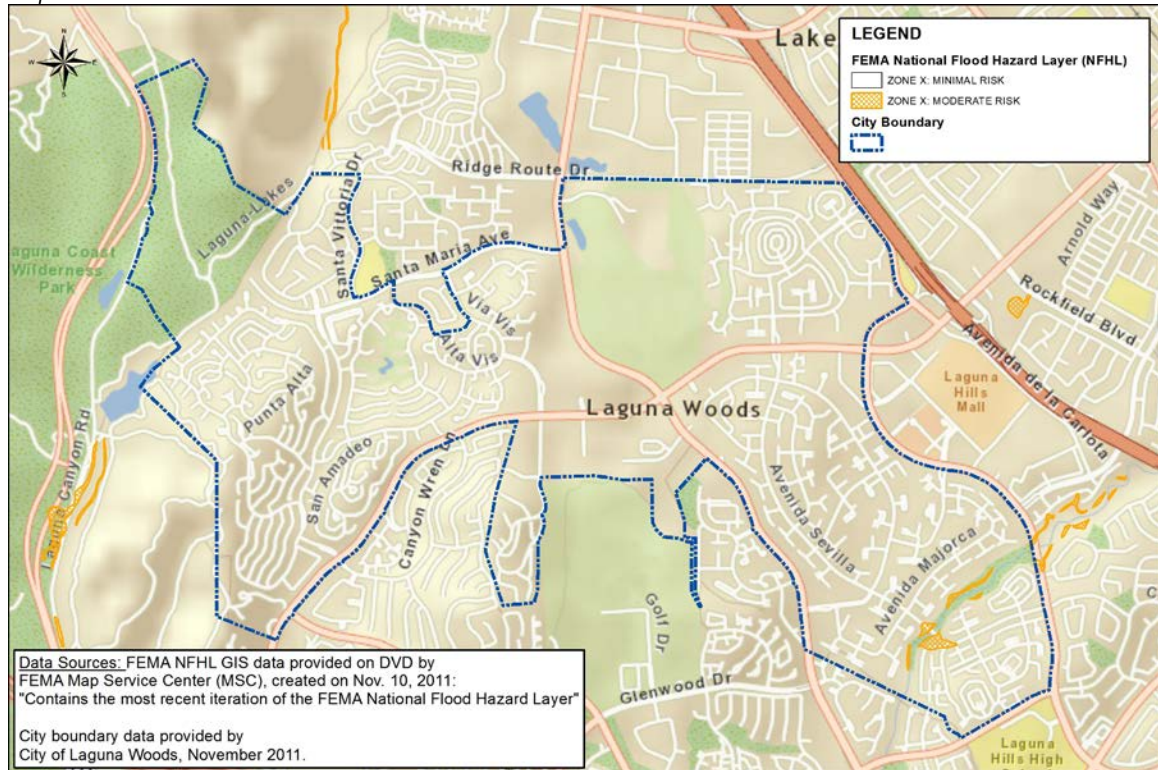 N
W
E
S
Lake
LEGEND
FEMA National Flood Hazard Layer (NFHL)
ZONE X: MINIMAL RISK
ZONE X: MODERATE RISK
City Boundary
Ridge Route Dr
Santa Vittoria Dr
Laguna-Lakes
Santa Maria Ave
Arnold Way
aguna Coast
Wilderness
Park
Via Vis
Alta Vis
Rockfield Blvd
Avenida de la Carlota
Laguna
Hills
Mall
Punta Alta
Laguna Woods
San Amadeo
Canyon Wren Ln
Laguna Canyon Rd
Avenida Sevilla
Avenida Majorca
C
Golf Dr
Glenwood Dr
Data Sources: FEMA NFHL GIS data provided on DVD by
FEMA Map Service Center (MSC), created on Nov. 10, 2011:
"Contains the most recent iteration of the FEMA National Flood Hazard Layer"
City boundary data provided by
City of Laguna Woods, November 2011.
Laguna
Hills High